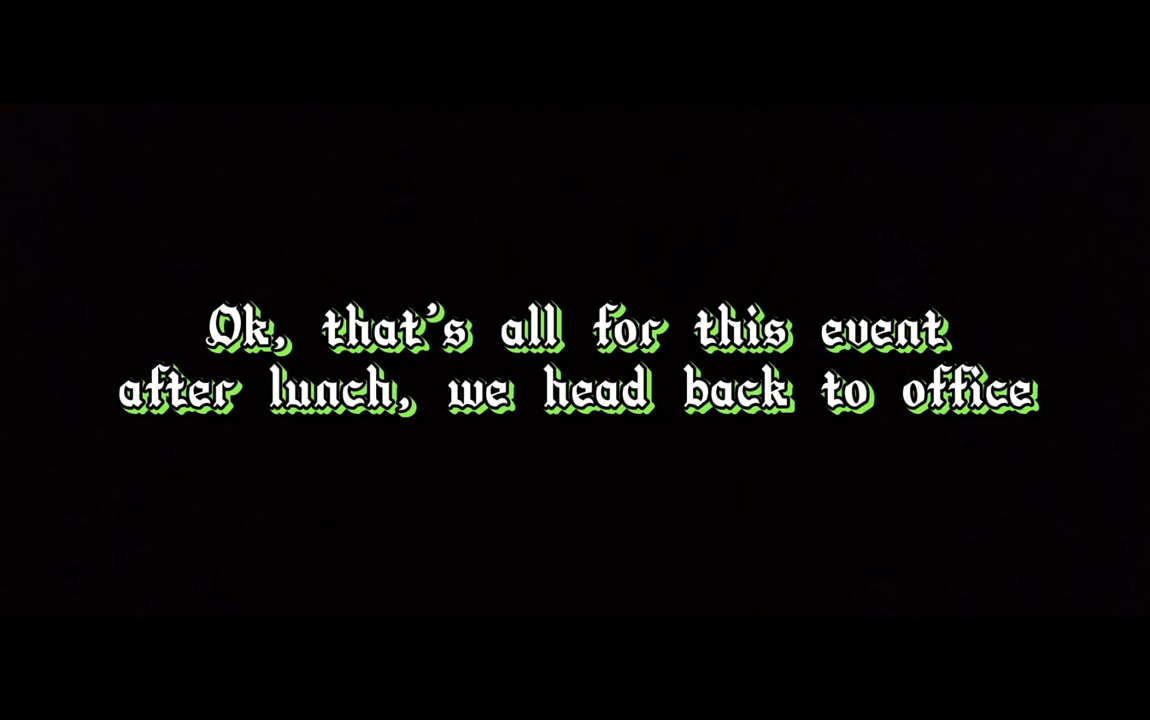 Ok, that's all for this event
after lunch, we head back to office